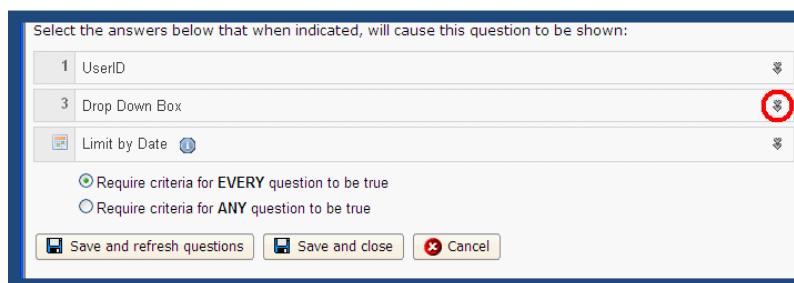 Select the answers below that when indicated, will cause this question to be shown:
1 UserID
3 Drop Down Box
Limit by Date
Require criteria for EVERY question to be true
Require criteria for ANY question to be true
Save and refresh questions Save and close Cancel